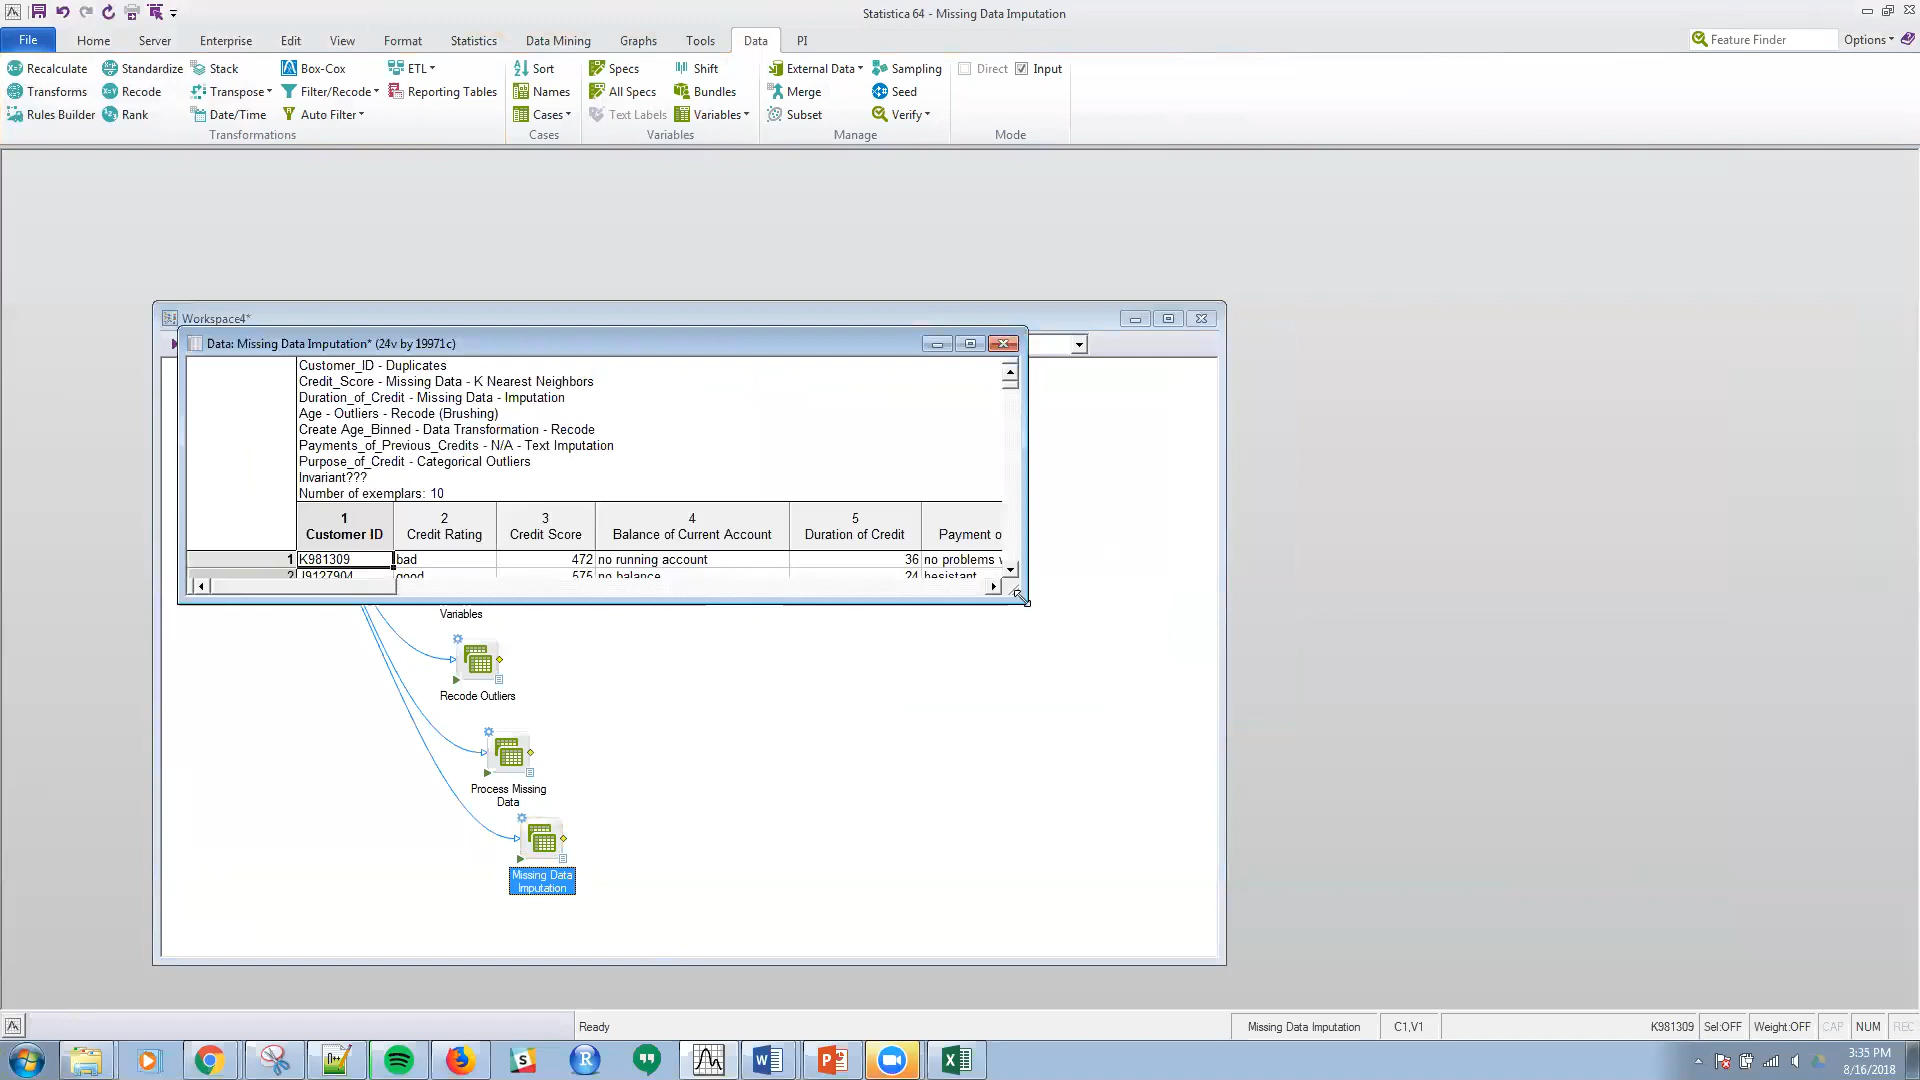 Statistica 64 - Missing Data Imputation
File Home Server Enterprise Edit View Format Statistics Data Mining Graphs Tools Data PI Feature Finder Options
Recalculate Standardize Stack Box-Cox ETL Sort Specs Shift External Data Sampling Direct Input
Transforms Recode Transpose Filter/Recode Reporting Tables Names All Specs Bundles Merge Seed
Rules Builder Rank Date/Time Auto Filter Cases Text Labels Variables Subset Verify
Transformations Cases Variables Manage Mode
Workspace4*
Data: Missing Data Imputation* (24v by 19971c)
Customer_ID - Duplicates
Credit_Score - Missing Data - K Nearest Neighbors
Duration_of_Credit - Missing Data - Imputation
Age - Outliers - Recode (Brushing)
Create Age_Binned - Data Transformation - Recode
Payments_of_Previous_Credits - N/A - Text Imputation
Purpose_of_Credit - Categorical Outliers
Invariant???
Number of exemplars: 10
1 2 3 4 5
Customer ID Credit Rating Credit Score Balance of Current Account Duration of Credit Payment o
1 K981309 bad 472 no running account 36 no problems
2 J9127904 good 575 no balance 24 hesistant
Variables
Recode Outliers
Process Missing
Data
Missing Data
Imputation
Ready Missing Data Imputation C1,V1 K981309 Sel:OFF Weight:OFF CAP NUM REC
3:35 PM
8/16/2018